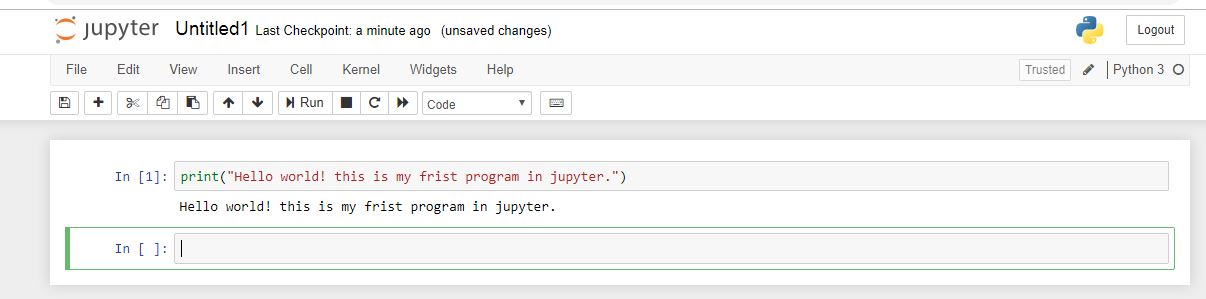 jupyter Untitled1 Last Checkpoint: a minute ago (unsaved changes) Logout
File Edit View Insert Cell Kernel Widgets Help Trusted Python 3
Run Code
In [1]: print("Hello world! this is my frist program in jupyter.")
Hello world! this is my frist program in jupyter.
In [ ]: